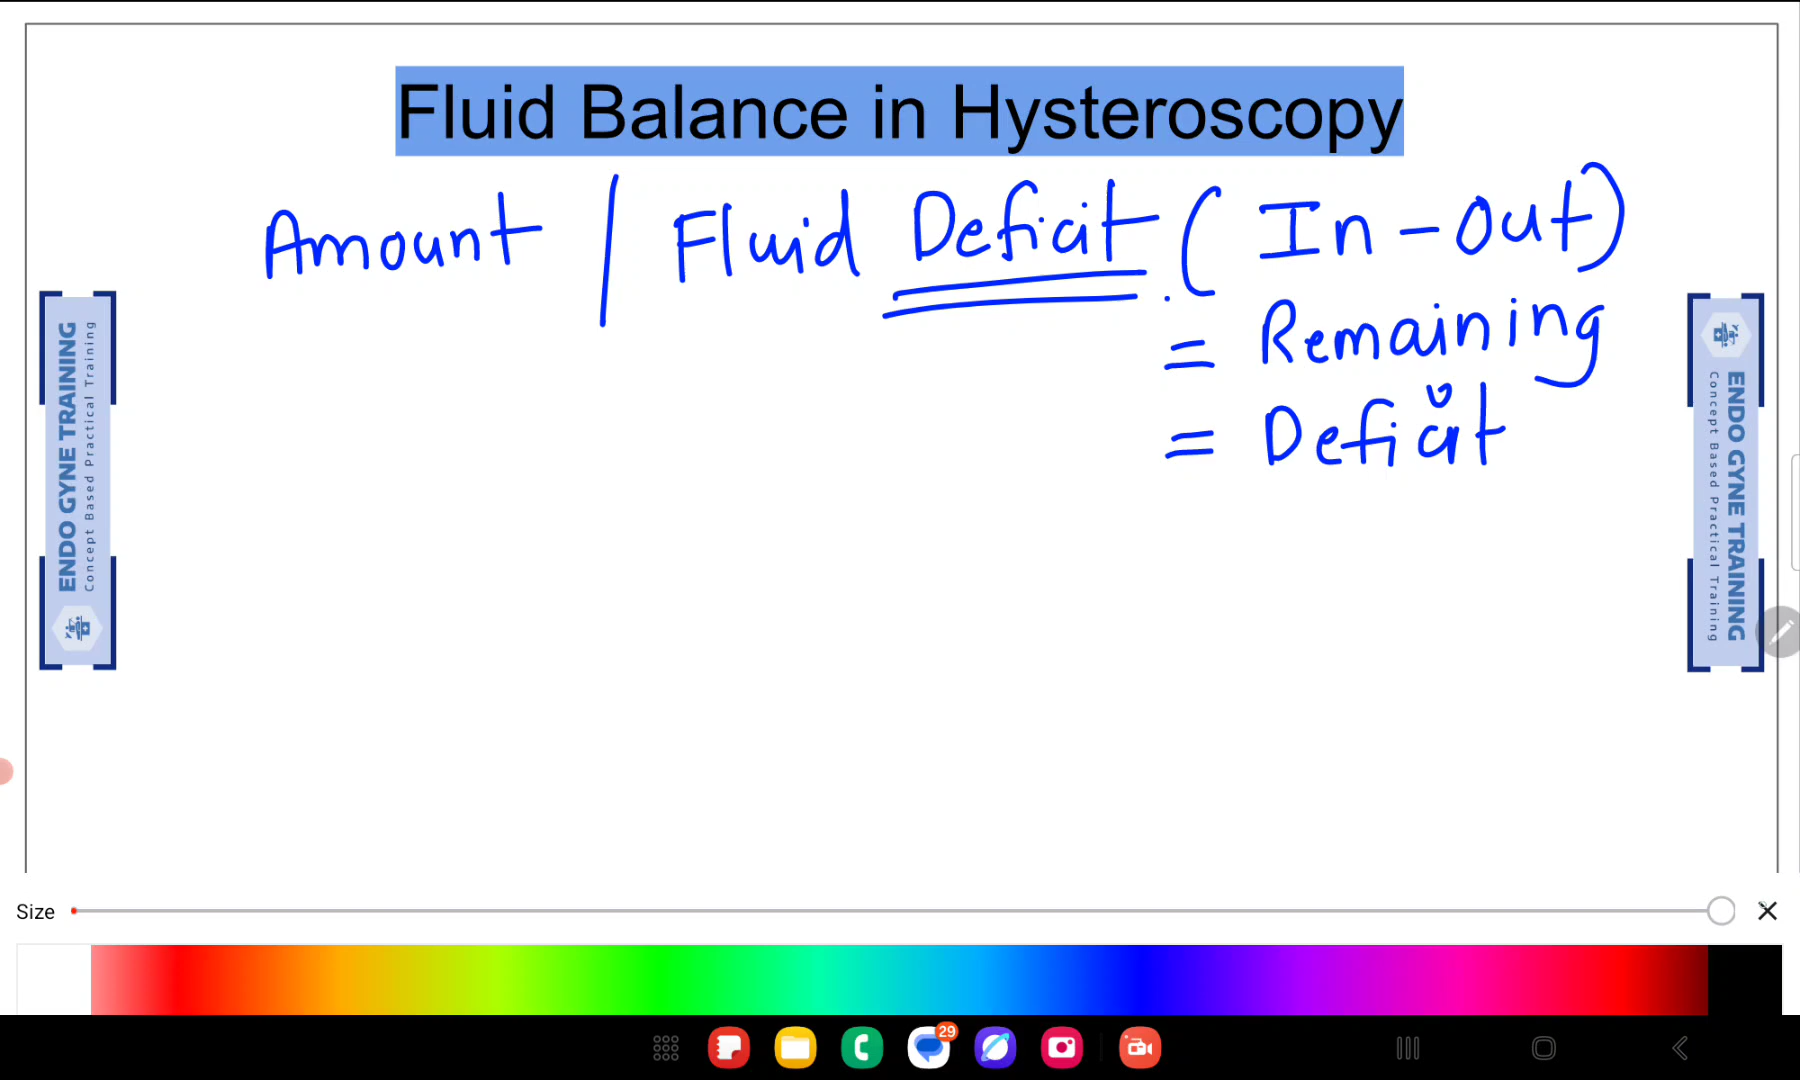 Fluid Balance in Hysteroscopy
Amount / Fluid Deficit (In - Out)
= Remaining
= Deficit
ENDO GYNE TRAINING
Concept Based Practical Training
ENDO GYNE TRAINING
Concept Based Practical Training
Size
29